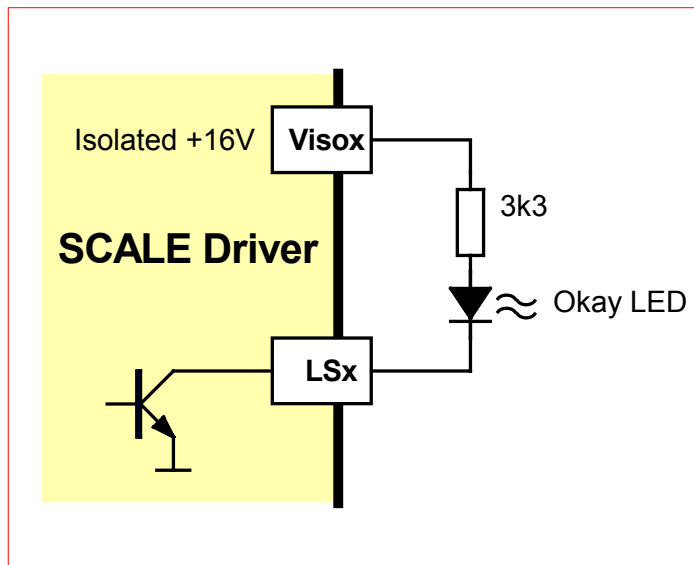 Isolated +16V
Visox
3k3
SCALE Driver
Okay LED
LSx